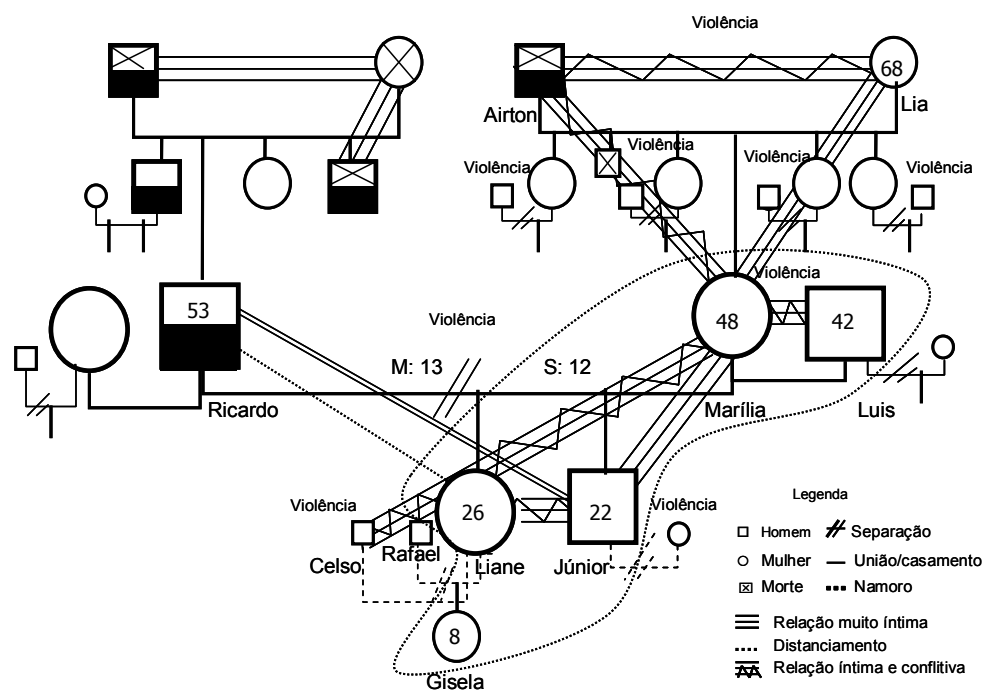 Violência
68
Airton
Lia
Violência
Violência
Violência
Violência
Violência
53
48
42
Violência
M: 13
S: 12
Ricardo
Marília
Luis
Violência
26
22
Violência
Rafael
Celso
Liane
Júnior
8
Gisela
Legenda
Homem
Separação
Mulher
União/casamento
Morte
Namoro
Relação muito íntima
Distanciamento
Relação íntima e conflitiva